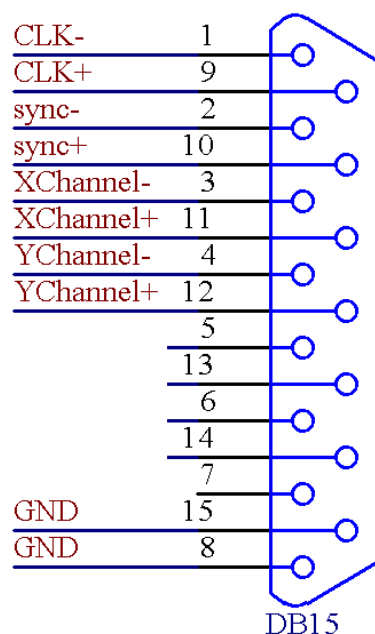 CLK- 1
CLK+ 9
sync- 2
sync+ 10
XChannel- 3
XChannel+ 11
YChannel- 4
YChannel+ 12
5
13
6
14
7
GND 15
GND 8
DB15